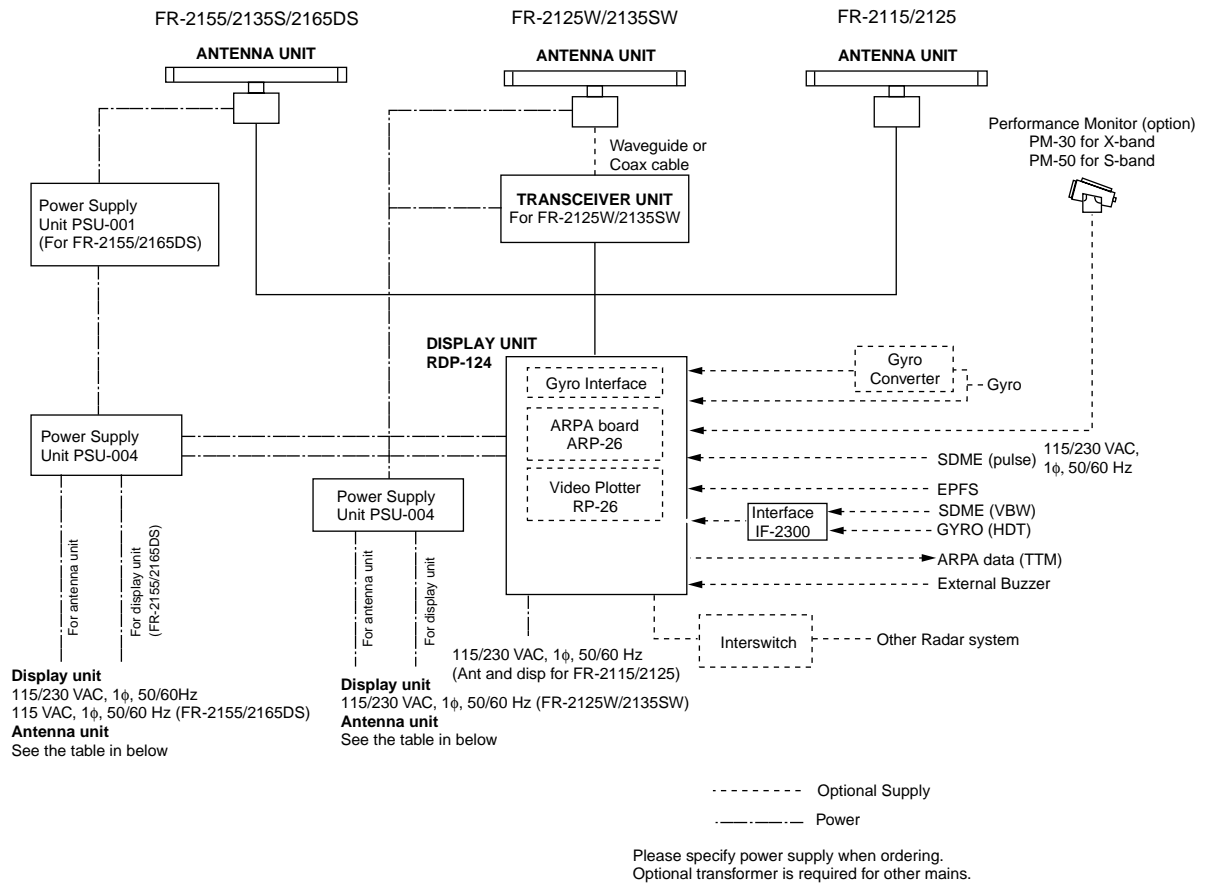 FR-2155/2135S/2165DS
FR-2125W/2135SW
FR-2115/2125
ANTENNA UNIT
ANTENNA UNIT
ANTENNA UNIT
Performance Monitor (option)
PM-30 for X-band
PM-50 for S-band
Waveguide or
Coax cable
Power Supply
Unit PSU-001
(For FR-2155/2165DS)
TRANSCEIVER UNIT
For FR-2125W/2135SW
DISPLAY UNIT
RDP-124
Gyro Interface
ARPA board
ARP-26
Video Plotter
RP-26
Gyro
Converter
Gyro
115/230 VAC,
1ϕ, 50/60 Hz
SDME (pulse)
EPFS
Interface
IF-2300
SDME (VBW)
GYRO (HDT)
ARPA data (TTM)
External Buzzer
Interswitch
Other Radar system
Power Supply
Unit PSU-004
Power Supply
Unit PSU-004
For antenna unit
For display unit
(FR-2155/2165DS)
For antenna unit
For display unit
115/230 VAC, 1ϕ, 50/60 Hz
(Ant and disp for FR-2115/2125)
Display unit
115/230 VAC, 1ϕ, 50/60Hz
115 VAC, 1ϕ, 50/60 Hz (FR-2155/2165DS)
Antenna unit
See the table in below
Display unit
115/230 VAC, 1ϕ, 50/60 Hz (FR-2125W/2135SW)
Antenna unit
See the table in below
Optional Supply
Power
Please specify power supply when ordering.
Optional transformer is required for other mains.